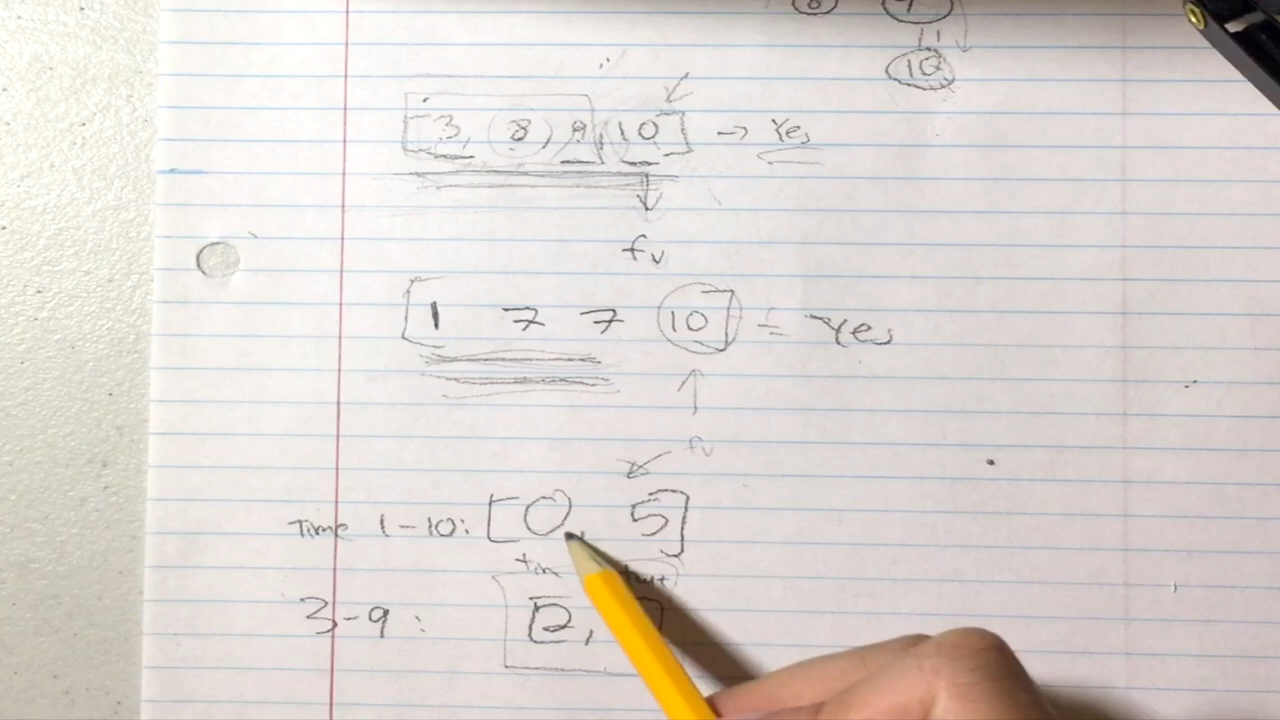 10
[3, 8, 9, 10] → Yes
fv
[1 7 7 10] = Yes
fv
Time 1-10: [0, 5]
3-9: